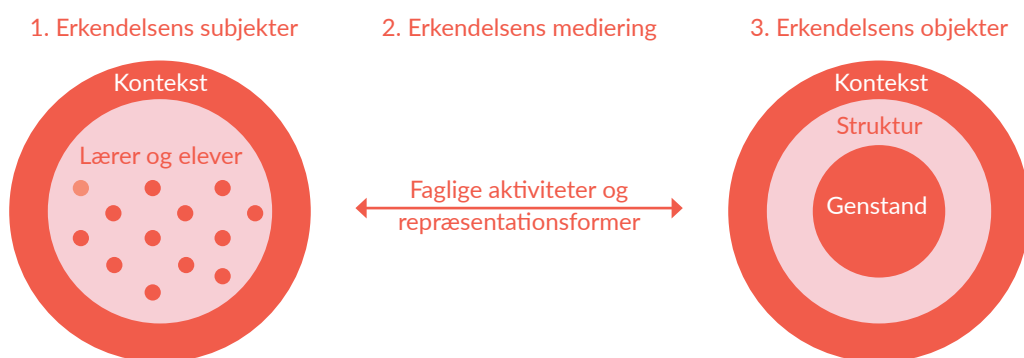 1. Erkendelsens subjekter
2. Erkendelsens mediering
3. Erkendelsens objekter
Kontekst
Lærer og elever
Faglige aktiviteter og
repræsentationsformer
Kontekst
Struktur
Genstand